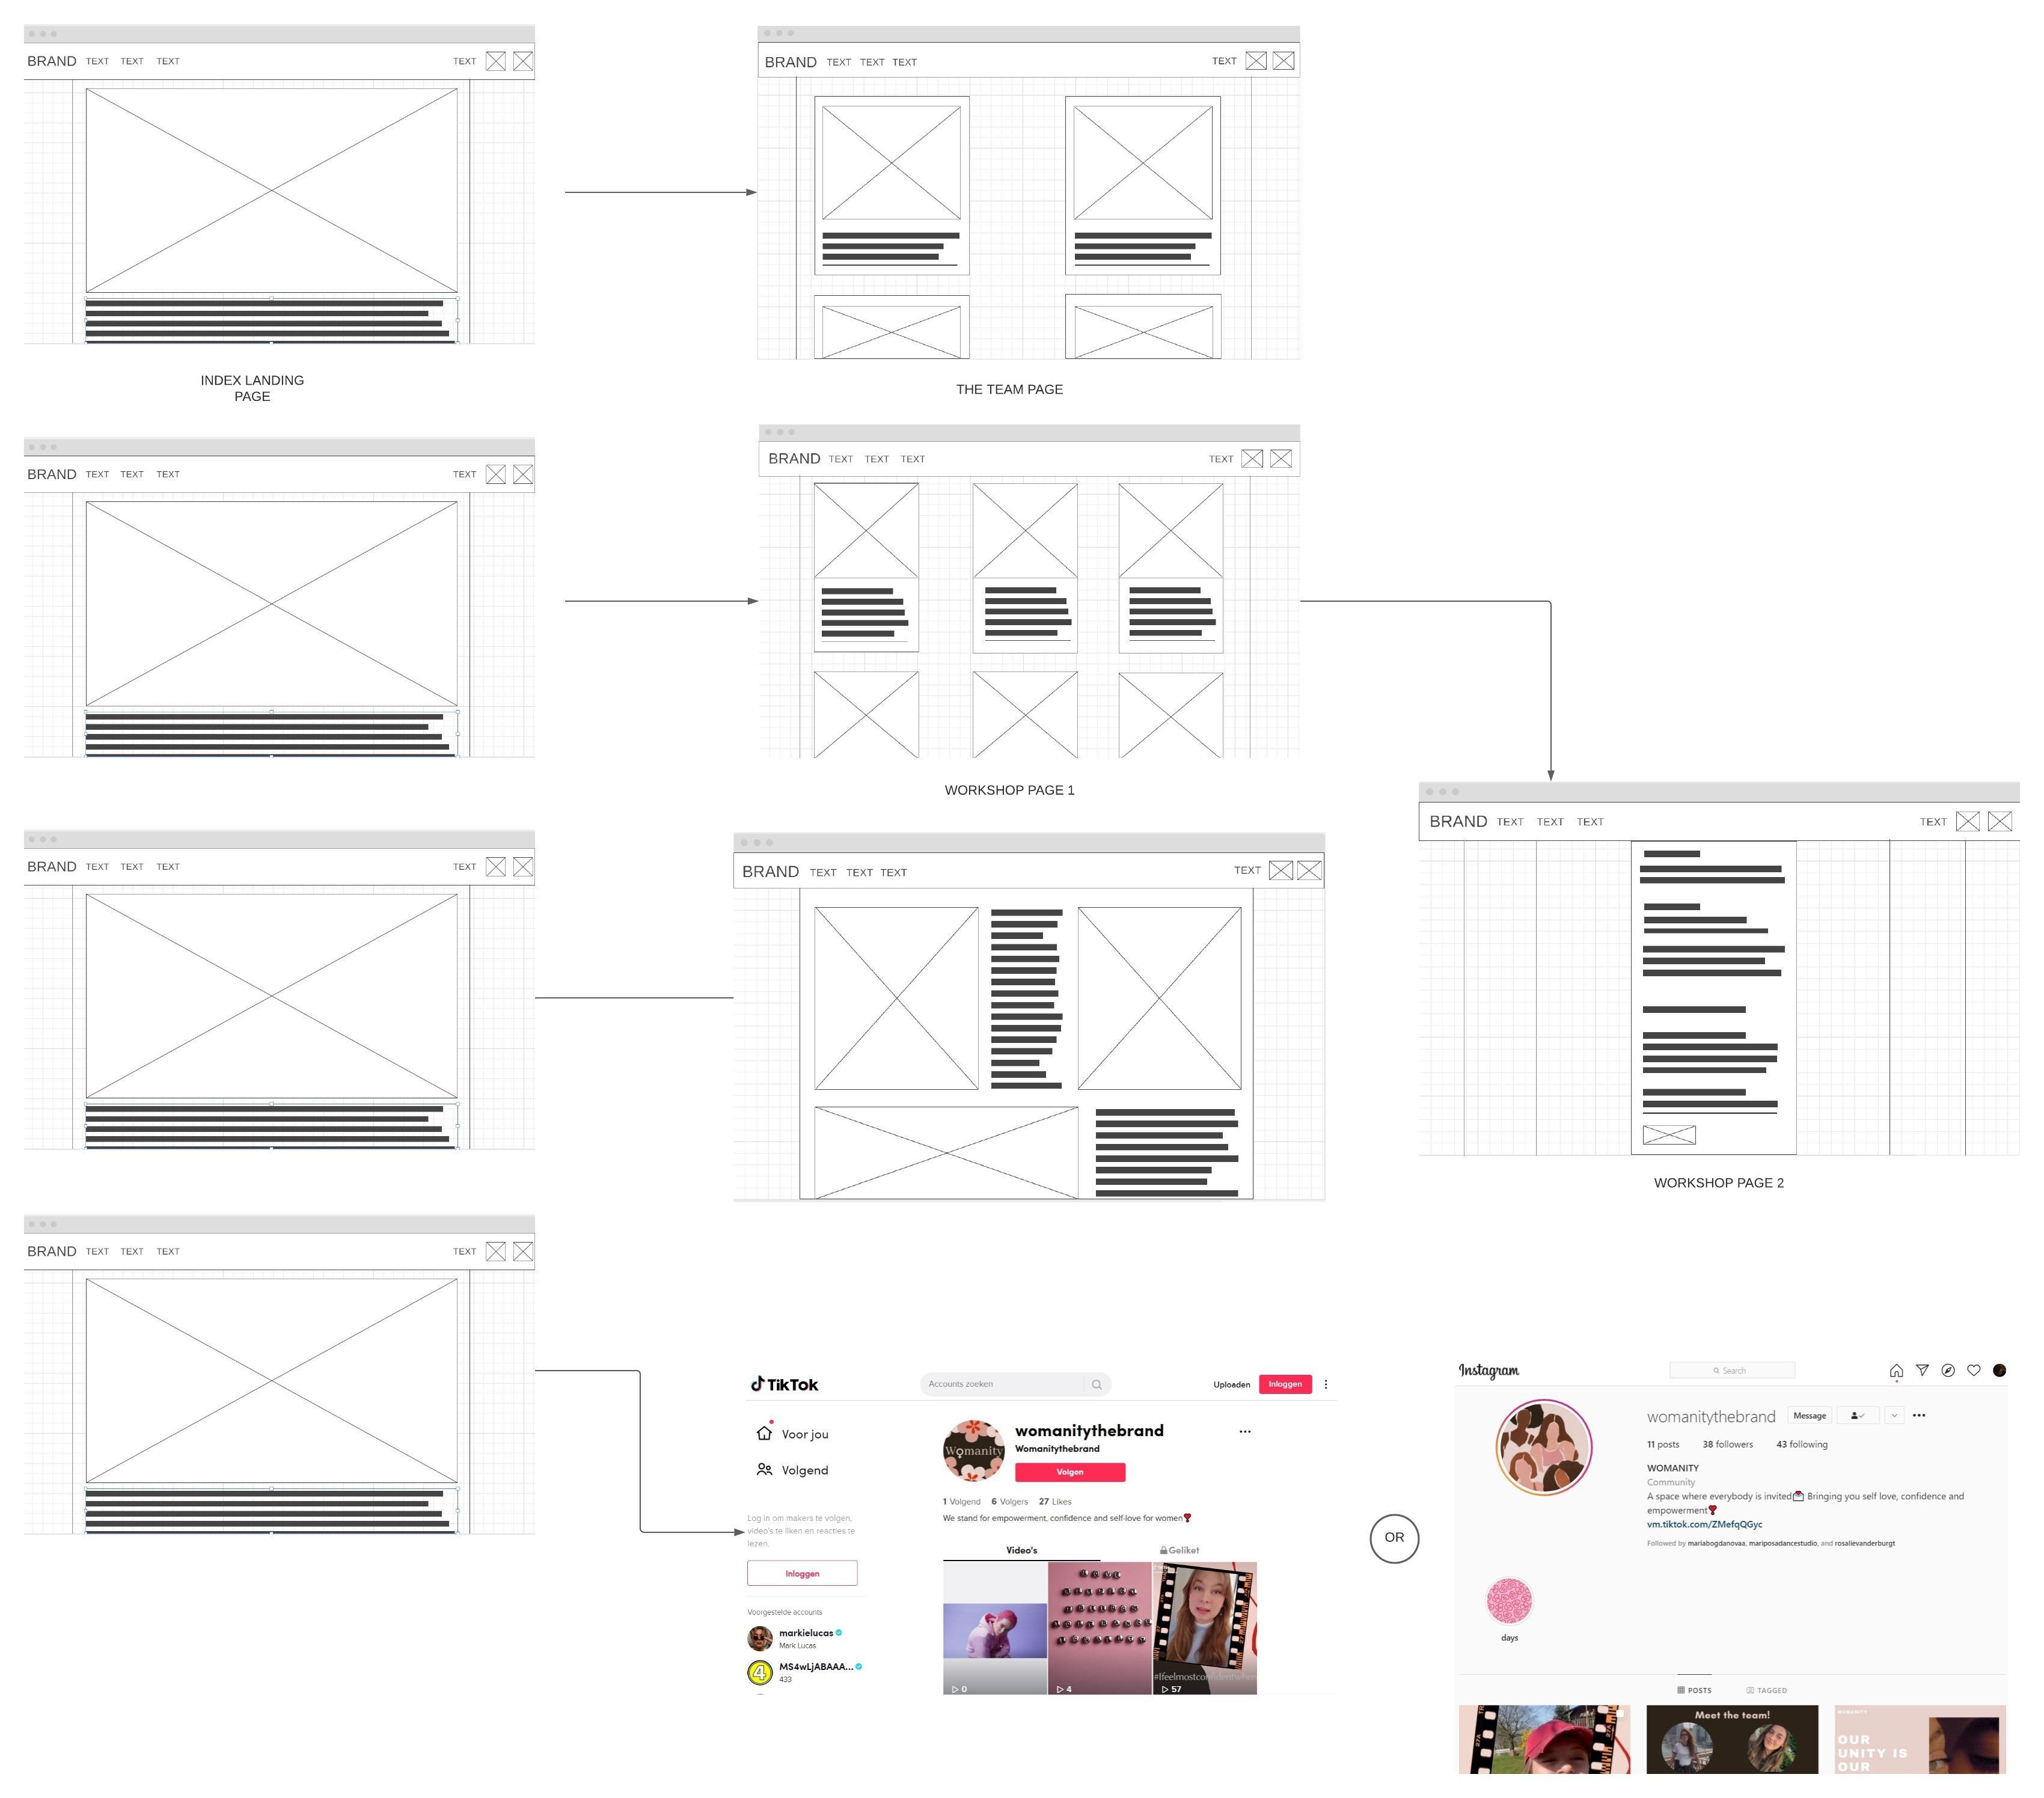 BRAND TEXT TEXT TEXT TEXT
INDEX LANDING
PAGE
BRAND TEXT TEXT TEXT TEXT
THE TEAM PAGE
BRAND TEXT TEXT TEXT TEXT
BRAND TEXT TEXT TEXT TEXT
WORKSHOP PAGE 1
BRAND TEXT TEXT TEXT TEXT
WORKSHOP PAGE 2
BRAND TEXT TEXT TEXT TEXT
BRAND TEXT TEXT TEXT TEXT
BRAND TEXT TEXT TEXT TEXT
TikTok
Accounts zoeken
Uploaden
Inloggen
Voor jou
Volgend
Log in om makers te volgen,
video's te liken en reacties te
lezen.
Inloggen
Voorgestelde accounts
markielucas
Mark Lucas
4
MS4wLjABAAA...
433
Womanity
womanitythebrand
Womanitythebrand
Volgen
1 Volgend 6 Volgers 27 Likes
We stand for empowerment, confidence and self-love for women
Video's
Geliket
0
4
57
OR
Instagram
Search
womanitythebrand
Message
11 posts 38 followers 43 following
WOMANITY
Community
A space where everybody is invited Bringing you self love, confidence and
empowerment
vm.tiktok.com/ZMefqQGyc
Followed by mariabogdanovaa, mariposadancestudio, and rosalievanderburgt
days
POSTS
TAGGED
Meet the team!
WOMANITY
OUR
UNITY IS
OUR